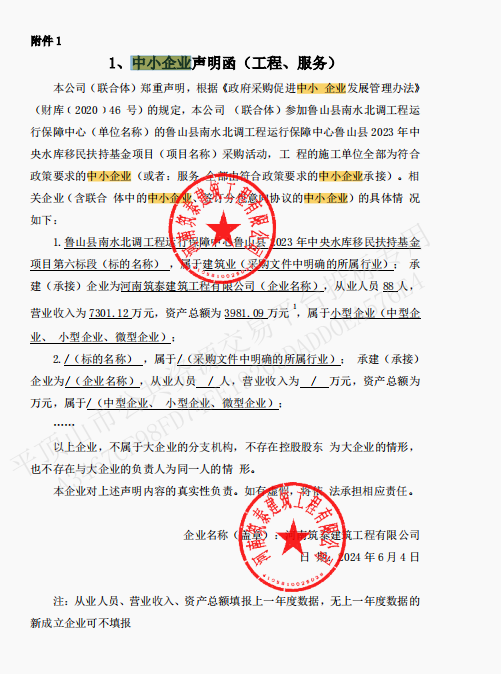 附件 1
1、中小企业声明函（工程、服务）
本公司（联合体）郑重声明，根据《政府采购促进中小 企业发展管理办法》
（财库﹝2020﹞46 号）的规定，本公司 （联合体）参加鲁山县南水北调工程运
行保障中心（单位名称）的鲁山县南水北调工程运行保障中心鲁山县 2023 年中
央水库移民扶持基金项目（项目名称）采购活动，工 程的施工单位全部为符合
政策要求的中小企业（或者：服务 全部由符合政策要求的中小企业承接）。相
关企业（含联合 体中的中小企业、签订分包意向协议的中小企业）的具体情 况
如下：
1. 鲁山县南水北调工程运行保障中心鲁山县 2023 年中央水库移民扶持基金
项目第六标段（标的名称） ，属于建筑业（采购文件中明确的所属行业）； 承
建（承接）企业为河南筑泰建筑工程有限公司（企业名称），从业人员 88 人，
营业收入为 7301.12 万元，资产总额为 3981.09 万元 1，属于小型企业（中型企
业、 小型企业、微型企业）；
2. /（标的名称） ，属于/（采购文件中明确的所属行业）； 承建（承接）
企业为/（企业名称），从业人员 / 人，营业收入为 / 万元，资产总额为
万元，属于/（中型企业、 小型企业、微型企业）；
……
以上企业，不属于大企业的分支机构，不存在控股股东 为大企业的情形，
也不存在与大企业的负责人为同一人的情 形。
本企业对上述声明内容的真实性负责。如有虚假，将依 法承担相应责任。
企业名称（盖章）：河南筑泰建筑工程有限公司
日 期：2024 年 6 月 4 日
注：从业人员、营业收入、资产总额填报上一年度数据，无上一年度数据的
新成立企业可不填报
河南筑泰建筑工程有限公司
河南筑泰建筑工程有限公司